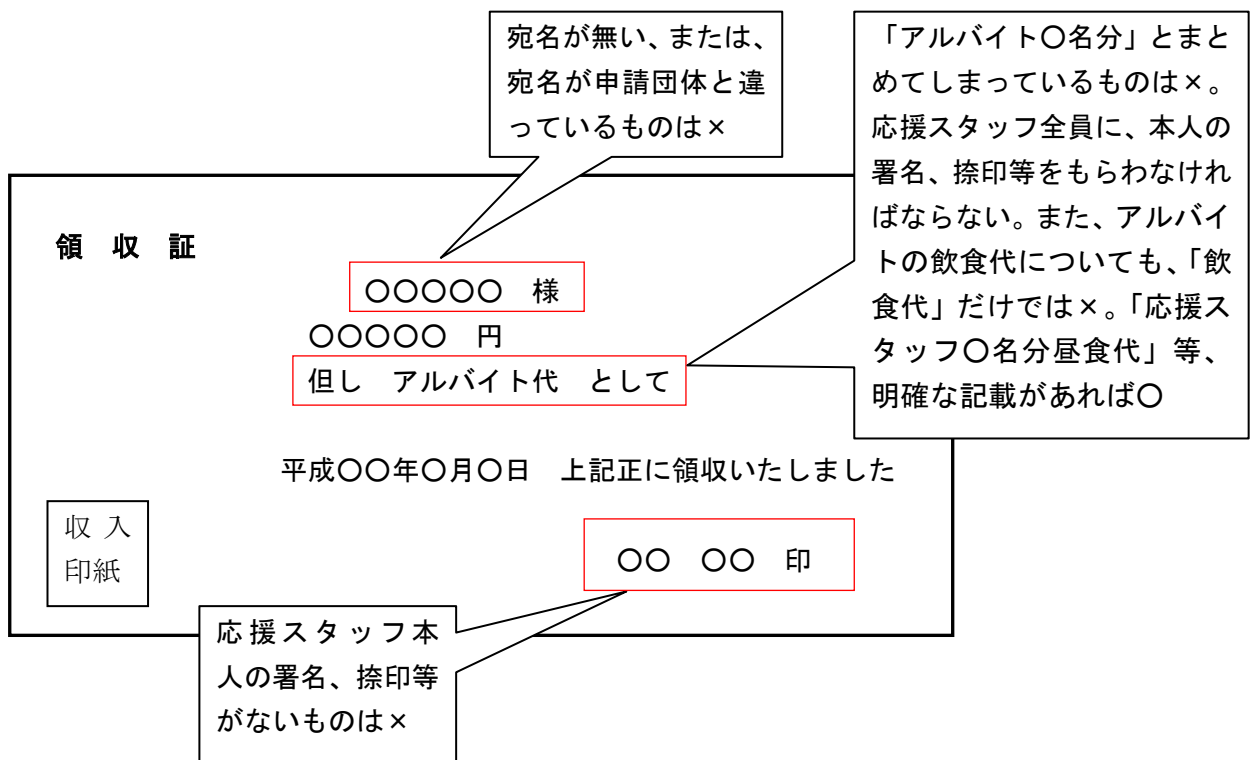 宛名が無い、または、
宛名が申請団体と違
っているものは×
「アルバイト〇名分」とまと
めてしまっているものは×。
応援スタッフ全員に、本人の
署名、捺印等をもらわなけれ
ばならない。また、アルバイ
トの飲食代についても、「飲
食代」だけでは×。「応援ス
タッフ〇名分昼食代」等、
明確な記載があれば〇
領　収　証
〇〇〇〇〇　様
〇〇〇〇〇　円
但し　アルバイト代　として
平成〇〇年〇月〇日　上記正に領収いたしました
収 入
印紙
〇〇　〇〇　印
応援スタッフ本
人の署名、捺印等
がないものは×